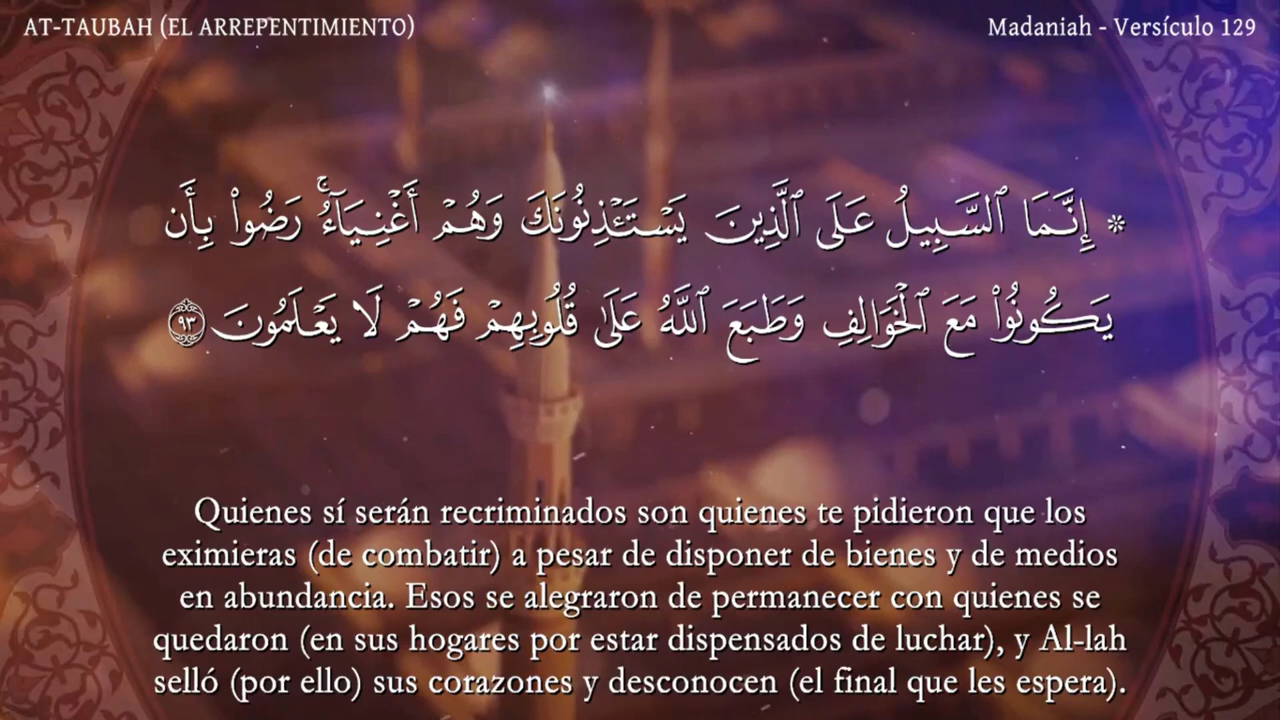 AT-TAUBAH (EL ARREPENTIMIENTO)
Madaniah - Versículo 129
* إِنَّمَا ٱلسَّبِيلُ عَلَى ٱلَّذِينَ يَسْتَـْٔذِنُونَكَ وَهُمْ أَغْنِيَآءُ ۚ رَضُوا۟ بِأَن
يَكُونُوا۟ مَعَ ٱلْخَوَالِفِ وَطَبَعَ ٱللَّهُ عَلَىٰ قُلُوبِهِمْ فَهُمْ لَا يَعْلَمُونَ ٩٣
Quienes sí serán recriminados son quienes te pidieron que los
eximieras (de combatir) a pesar de disponer de bienes y de medios
en abundancia. Esos se alegraron de permanecer con quienes se
quedaron (en sus hogares por estar dispensados de luchar), y Al-lah
selló (por ello) sus corazones y desconocen (el final que les espera).